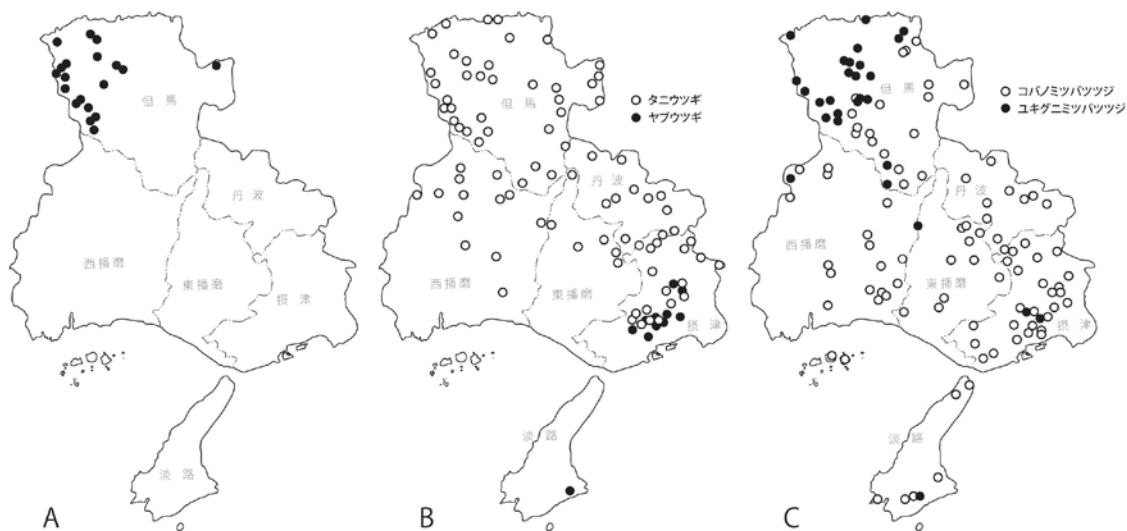 但馬
丹波
西播磨
東播磨
摂津
淡路
A
タニウツギ
ヤブウツギ
但馬
丹波
西播磨
東播磨
摂津
淡路
B
コバノミツバツツジ
ユキグニミツバツツジ
但馬
丹波
西播磨
東播磨
摂津
淡路
C